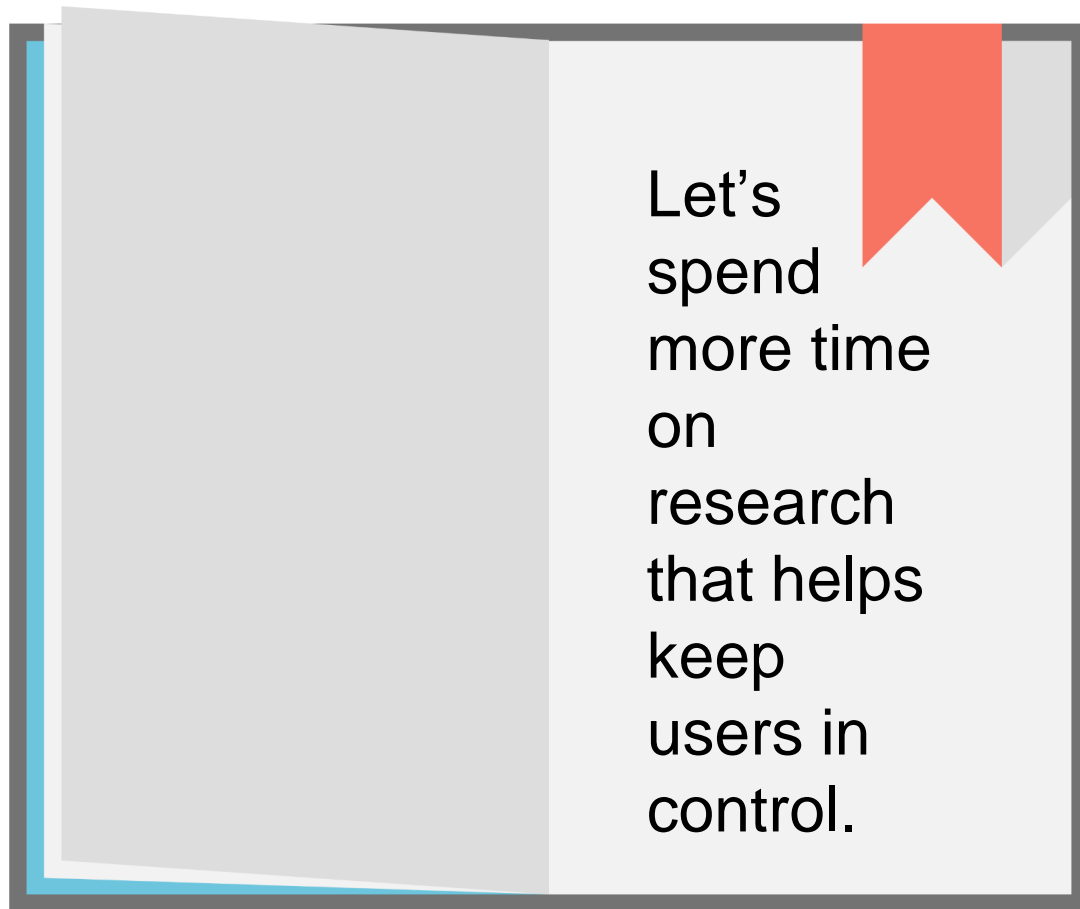 Let’s
spend
more time
on
research
that helps
keep
users in
control.